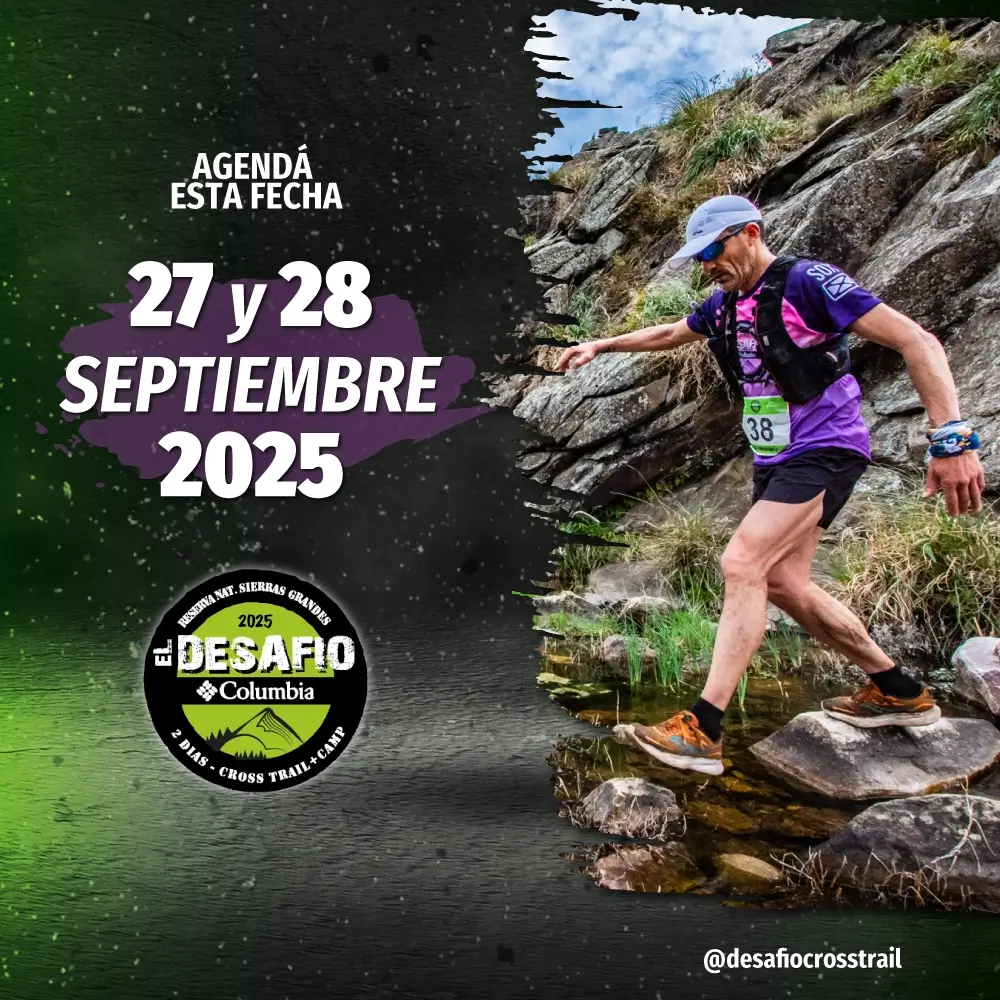 AGENDÁ
ESTA FECHA
27 y 28
SEPTIEMBRE
2025
RESERVA NAT. SIERRAS GRANDES
2025
EL DESAFIO
Columbia
2 DIAS - CROSS TRAIL+CAMP
38
@desafiocrosstrail